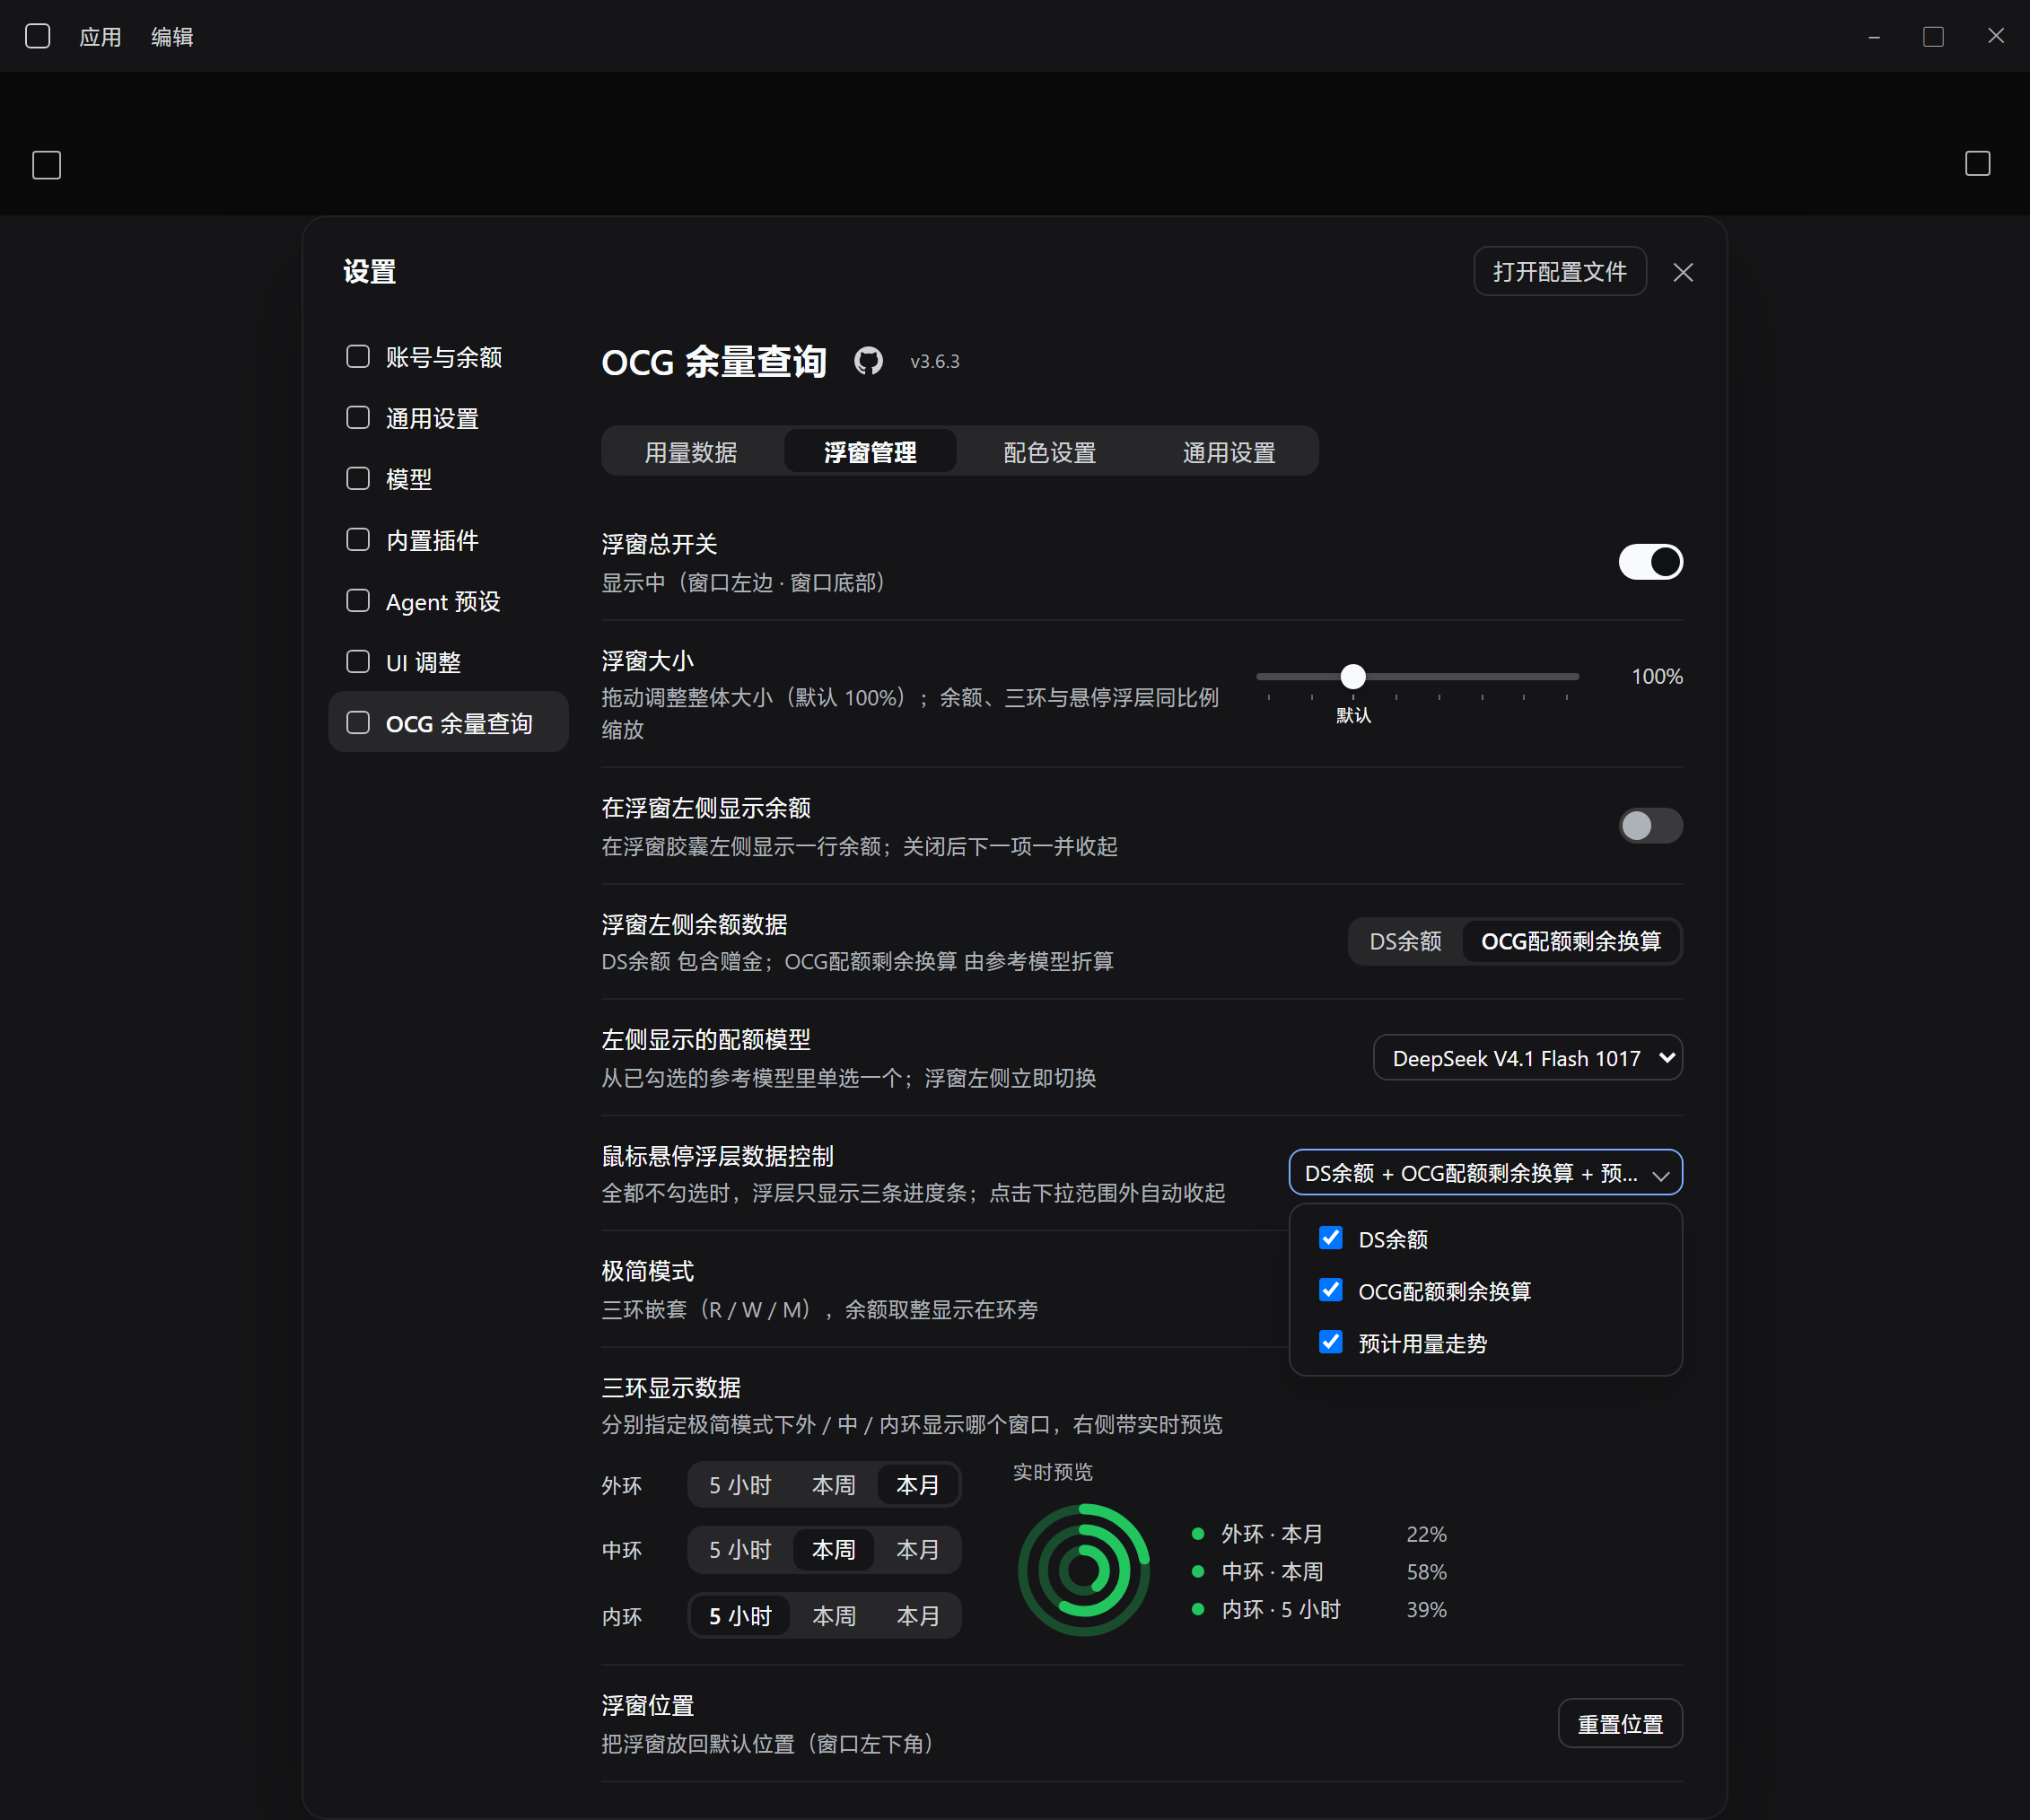 应用 编辑
设置
打开配置文件
账号与余额
通用设置
模型
内置插件
Agent 预设
UI 调整
OCG 余量查询
OCG 余量查询 v3.6.3
用量数据 浮窗管理 配色设置 通用设置
浮窗总开关
显示中（窗口左边 · 窗口底部）
浮窗大小
拖动调整整体大小（默认 100%）；余额、三环与悬停浮层同比例
缩放
100%
默认
在浮窗左侧显示余额
在浮窗胶囊左侧显示一行余额；关闭后下一项一并收起
浮窗左侧余额数据
DS余额 包含赠金；OCG配额剩余换算 由参考模型折算
DS余额 OCG配额剩余换算
左侧显示的配额模型
从已勾选的参考模型里单选一个；浮窗左侧立即切换
DeepSeek V4.1 Flash 1017
鼠标悬停浮层数据控制
全都不勾选时，浮层只显示三条进度条；点击下拉范围外自动收起
DS余额 + OCG配额剩余换算 + 预...
DS余额
OCG配额剩余换算
预计用量走势
极简模式
三环嵌套（R / W / M），余额取整显示在环旁
三环显示数据
分别指定极简模式下外 / 中 / 内环显示哪个窗口，右侧带实时预览
外环 5 小时 本周 本月
中环 5 小时 本周 本月
内环 5 小时 本周 本月
实时预览
外环 · 本月 22%
中环 · 本周 58%
内环 · 5 小时 39%
浮窗位置
把浮窗放回默认位置（窗口左下角）
重置位置